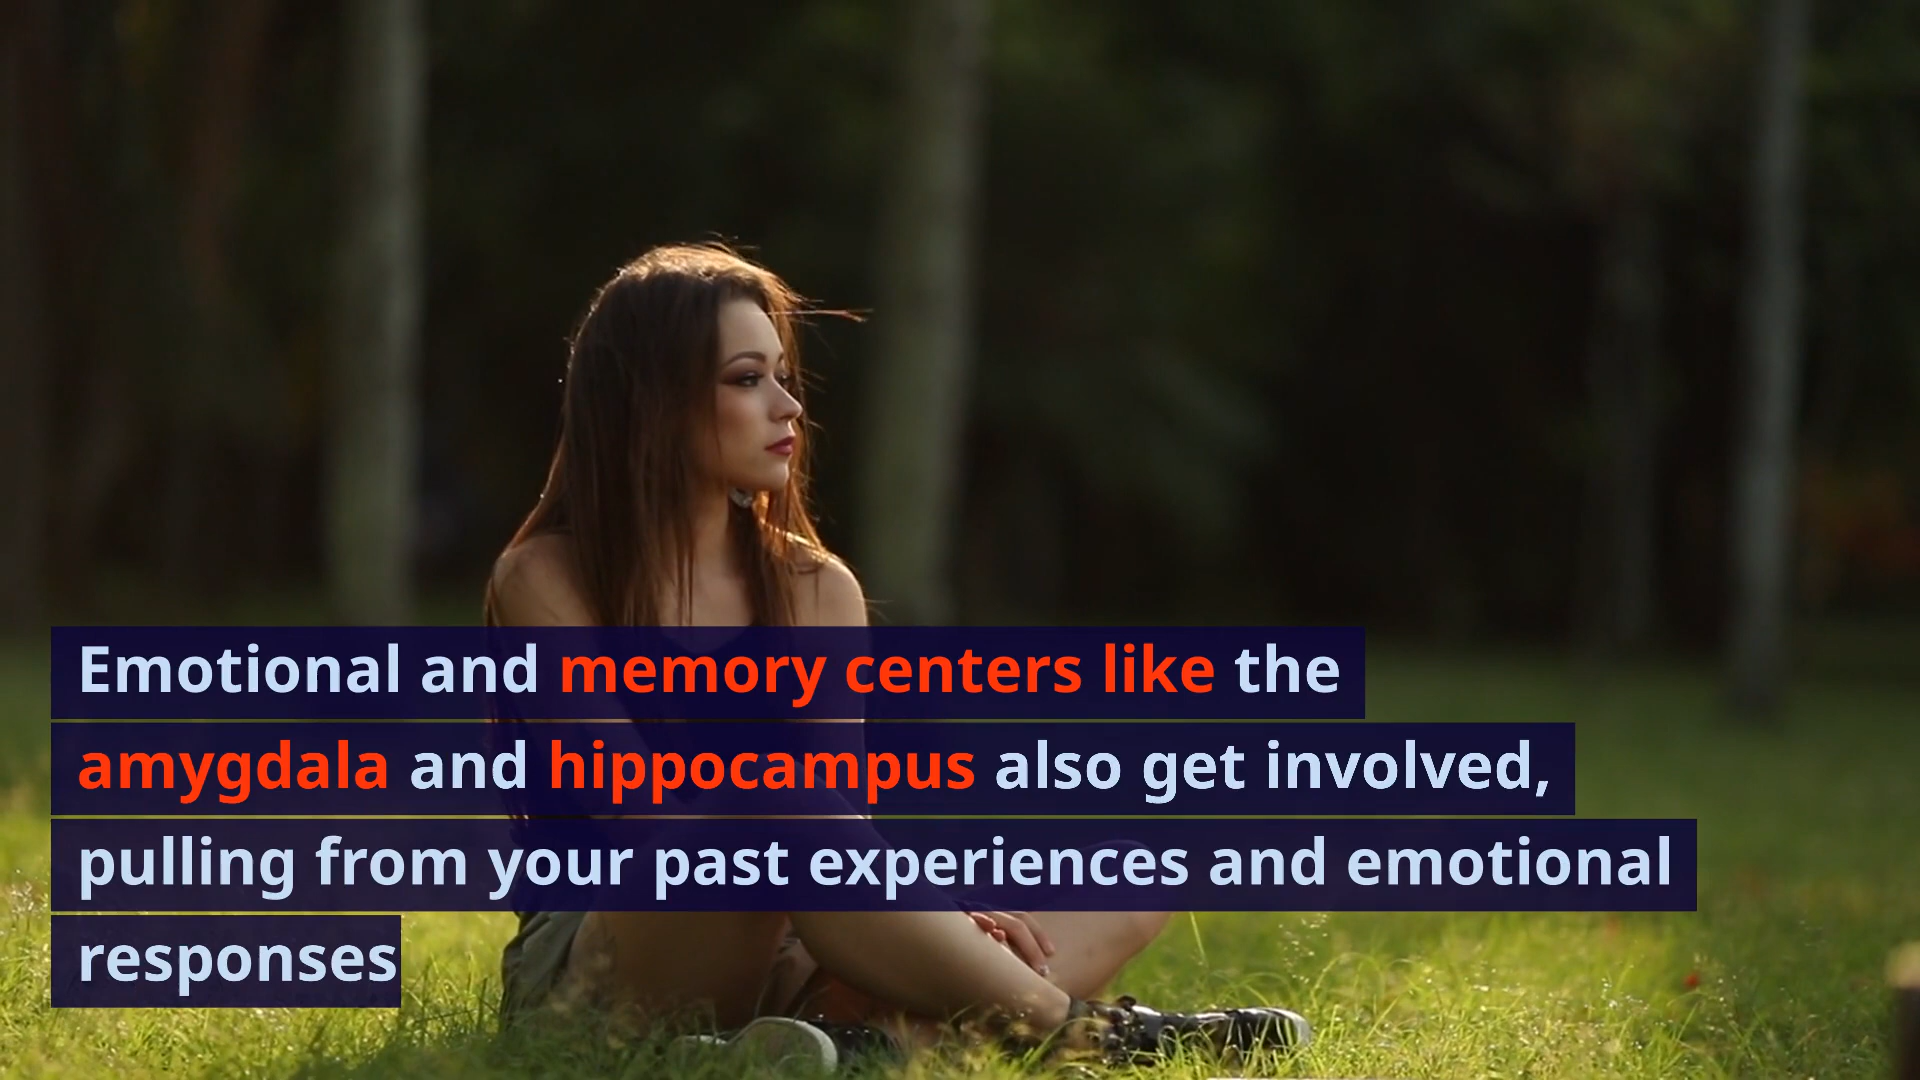 Emotional and memory centers like the
amygdala and hippocampus also get involved,
pulling from your past experiences and emotional
responses